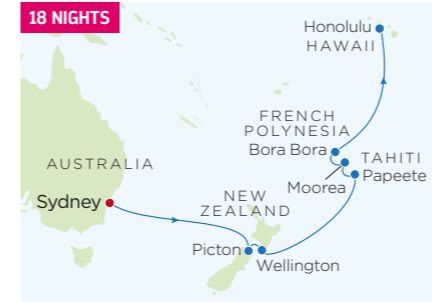 18 NIGHTS
Honolulu
HAWAII
FRENCH
POLYNESIA
Bora Bora
TAHITI
Moorea
Papeete
AUSTRALIA
Sydney
NEW
ZEALAND
Picton
Wellington